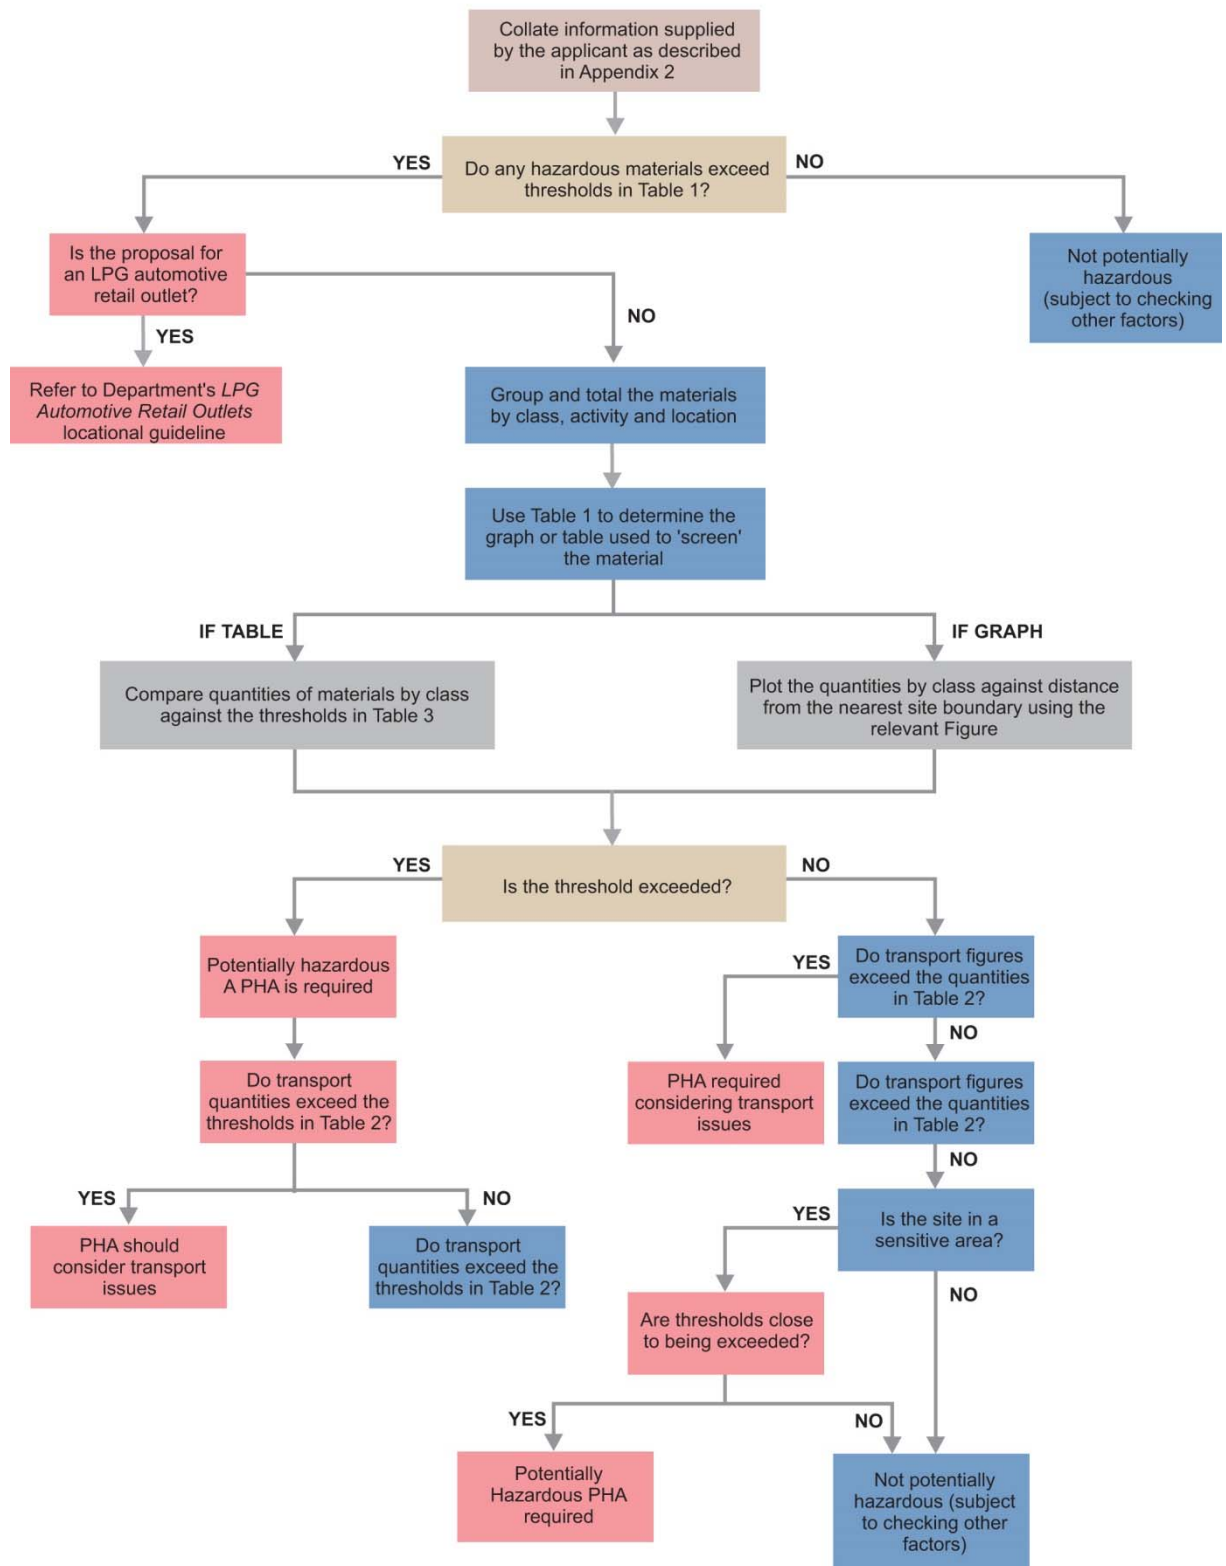 Collate information supplied
by the applicant as described
in Appendix 2
YES
Do any hazardous materials exceed
thresholds in Table 1?
NO
Is the proposal for
an LPG automotive
retail outlet?
Not potentially
hazardous
(subject to checking
other factors)
YES
NO
Refer to Department's LPG
Automotive Retail Outlets
locational guideline
Group and total the materials
by class, activity and location
Use Table 1 to determine the
graph or table used to 'screen'
the material
IF TABLE
IF GRAPH
Compare quantities of materials by class
against the thresholds in Table 3
Plot the quantities by class against distance
from the nearest site boundary using the
relevant Figure
YES
Is the threshold exceeded?
NO
Potentially hazardous
A PHA is required
YES
Do transport figures
exceed the quantities
in Table 2?
NO
Do transport
quantities exceed the
thresholds in Table 2?
PHA required
considering transport
issues
Do transport figures
exceed the quantities
in Table 2?
NO
YES
NO
PHA should
consider transport
issues
Do transport
quantities exceed the
thresholds in Table 2?
YES
Is the site in a
sensitive area?
NO
Are thresholds close
to being exceeded?
YES
NO
Potentially
Hazardous PHA
required
Not potentially
hazardous (subject
to checking other
factors)